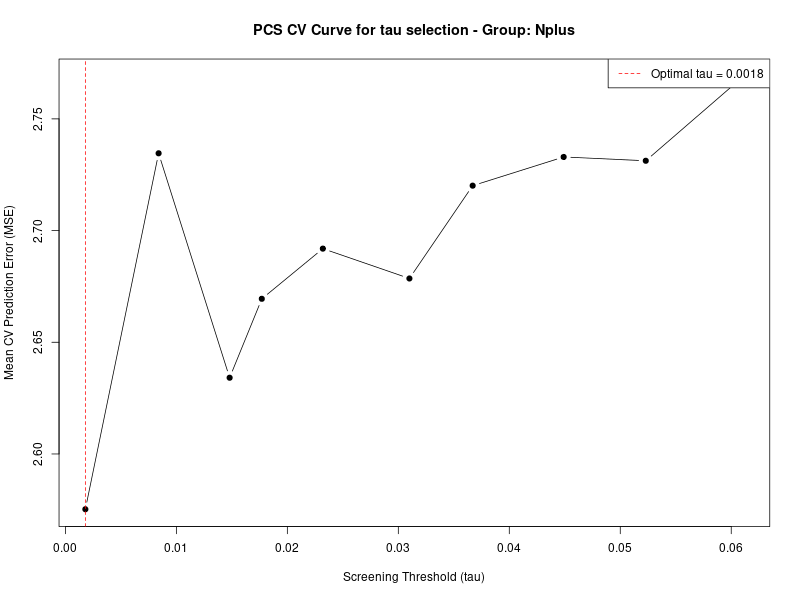 PCS CV Curve for tau selection - Group: Nplus
Optimal tau = 0.0018
Mean CV Prediction Error (MSE)
2.75
2.70
2.65
2.60
0.00 0.01 0.02 0.03 0.04 0.05 0.06
Screening Threshold (tau)